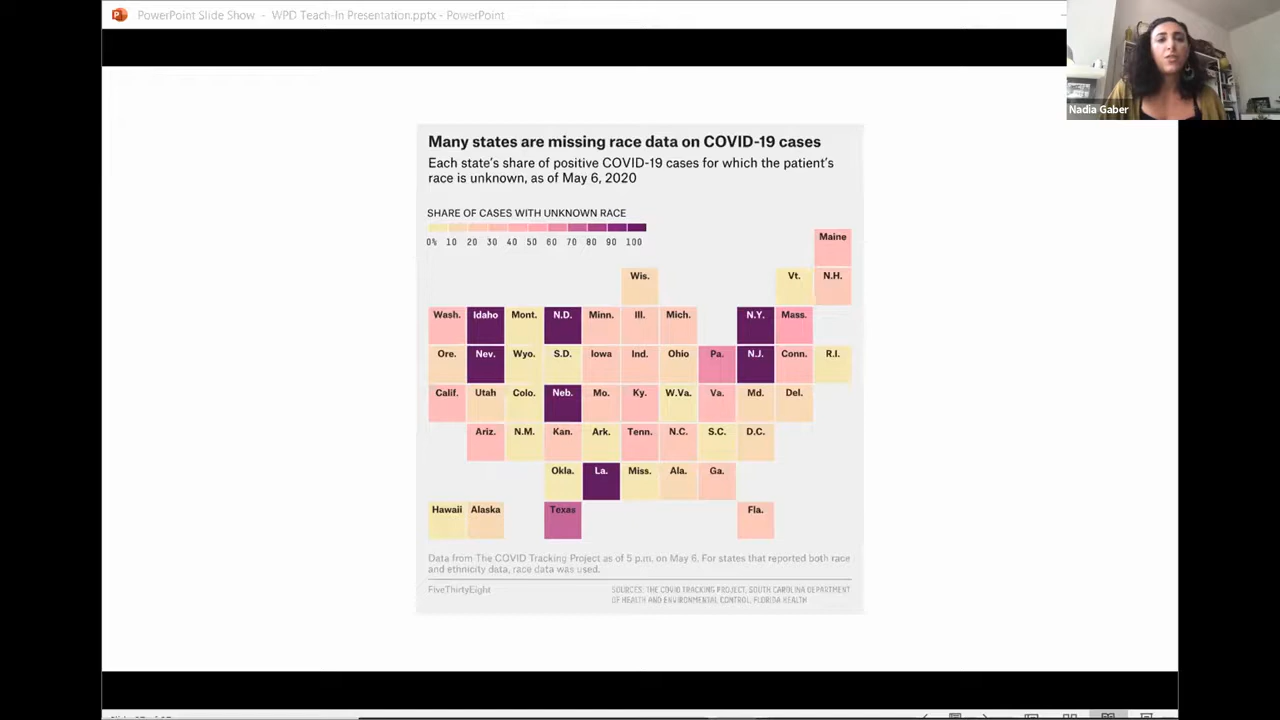 PowerPoint Slide Show - WPD Teach-In Presentation.pptx - PowerPoint
Nadia Gaber
Many states are missing race data on COVID-19 cases
Each state's share of positive COVID-19 cases for which the patient's
race is unknown, as of May 6, 2020
SHARE OF CASES WITH UNKNOWN RACE
0% 10 20 30 40 50 60 70 80 90 100
Maine
Wis. Vt. N.H.
Wash. Idaho Mont. N.D. Minn. Ill. Mich. N.Y. Mass.
Ore. Nev. Wyo. S.D. Iowa Ind. Ohio Pa. N.J. Conn. R.I.
Calif. Utah Colo. Neb. Mo. Ky. W.Va. Va. Md. Del.
Ariz. N.M. Kan. Ark. Tenn. N.C. S.C. D.C.
Okla. La. Miss. Ala. Ga.
Hawaii Alaska Texas Fla.
Data from The COVID Tracking Project as of 5 p.m. on May 6. For states that reported both race
and ethnicity data, race data was used.
FiveThirtyEight
SOURCES: THE COVID TRACKING PROJECT, SOUTH CAROLINA DEPARTMENT
OF HEALTH AND ENVIRONMENTAL CONTROL, FLORIDA HEALTH